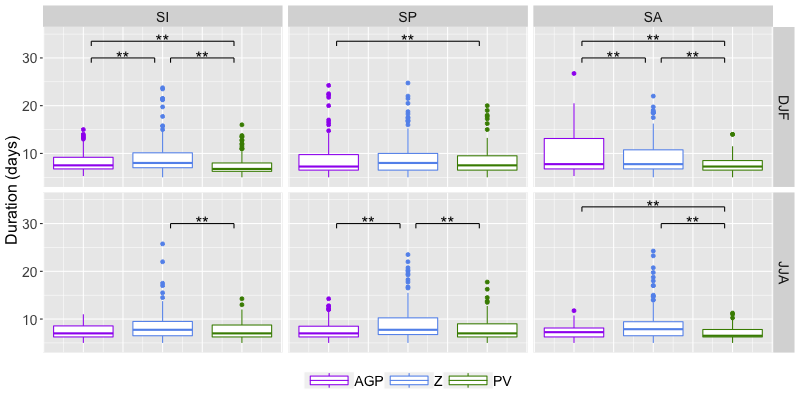 SI SP SA
** ** **
** ** ** **
30
20
10
DJF
Duration (days)
**
** ** ** **
30
20
10
JJA
AGP Z PV